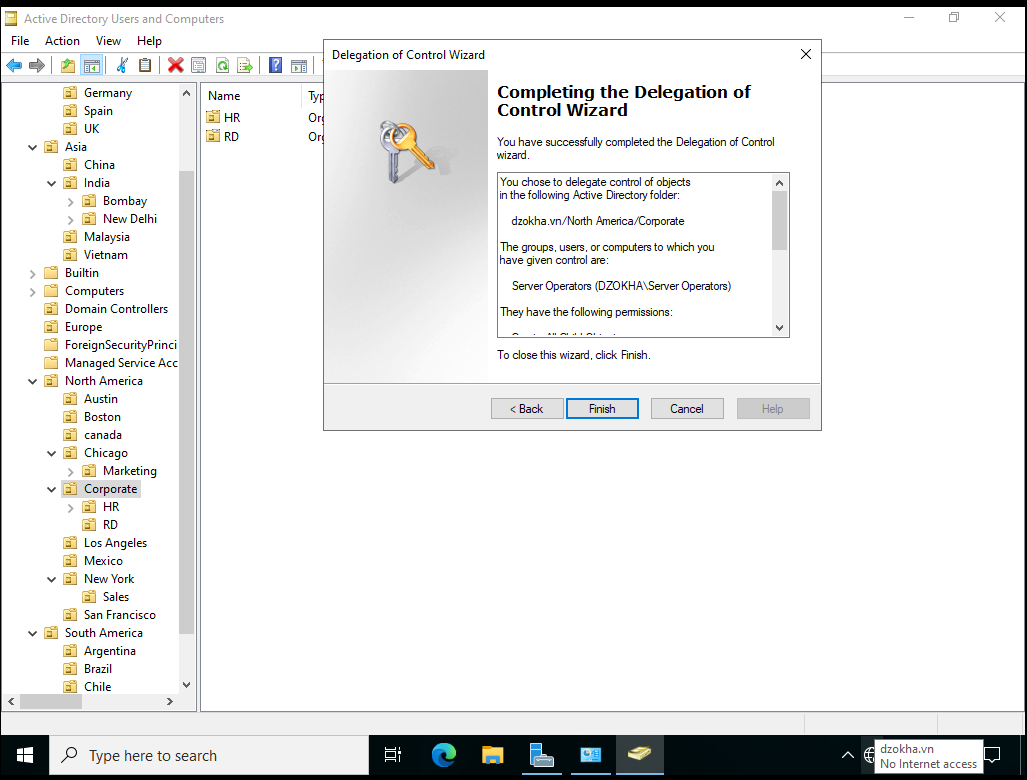 Active Directory Users and Computers
File Action View Help
Germany
Spain
UK
Asia
China
India
Bombay
New Delhi
Malaysia
Vietnam
Builtin
Computers
Domain Controllers
Europe
ForeignSecurityPrinci
Managed Service Acc
North America
Austin
Boston
canada
Chicago
Marketing
Corporate
HR
RD
Los Angeles
Mexico
New York
Sales
San Francisco
South America
Argentina
Brazil
Chile
Name Typ
HR Org
RD Org
Delegation of Control Wizard
Completing the Delegation of
Control Wizard
You have successfully completed the Delegation of Control
wizard.
You chose to delegate control of objects
in the following Active Directory folder:
dzokha.vn/North America/Corporate
The groups, users, or computers to which you
have given control are:
Server Operators (DZOKHA\Server Operators)
They have the following permissions:
To close this wizard, click Finish.
< Back Finish Cancel Help
Type here to search
dzokha.vn
No Internet access